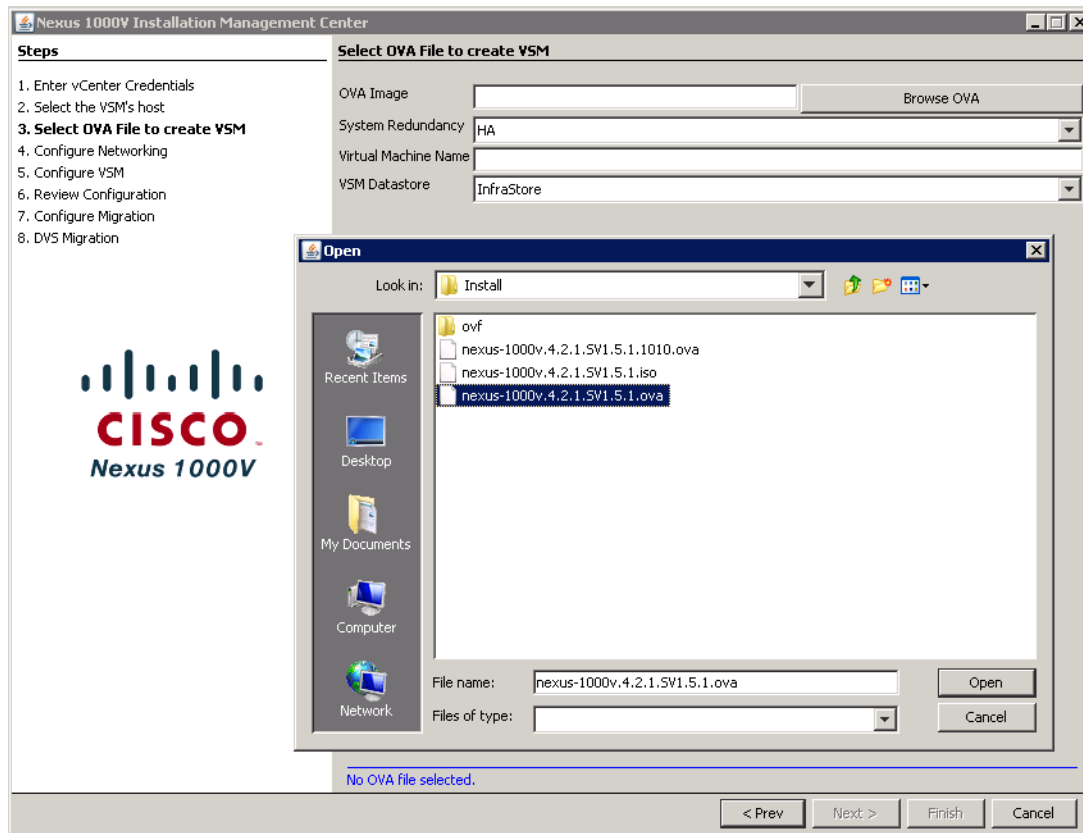 Nexus 1000V Installation Management Center
Steps
1. Enter vCenter Credentials
2. Select the VSM's host
3. Select OVA File to create VSM
4. Configure Networking
5. Configure VSM
6. Review Configuration
7. Configure Migration
8. DVS Migration
CISCO™
Nexus 1000V
Select OVA File to create VSM
OVA Image
Browse OVA
System Redundancy HA
Virtual Machine Name
VSM Datastore InfraStore
Open
Look in: Install
Recent Items
Desktop
My Documents
Computer
Network
ovf
nexus-1000v.4.2.1.SV1.5.1.1010.ova
nexus-1000v.4.2.1.SV1.5.1.iso
nexus-1000v.4.2.1.SV1.5.1.ova
File name: nexus-1000v.4.2.1.SV1.5.1.ova Open
Files of type: Cancel
No OVA file selected.
< Prev Next > Finish Cancel